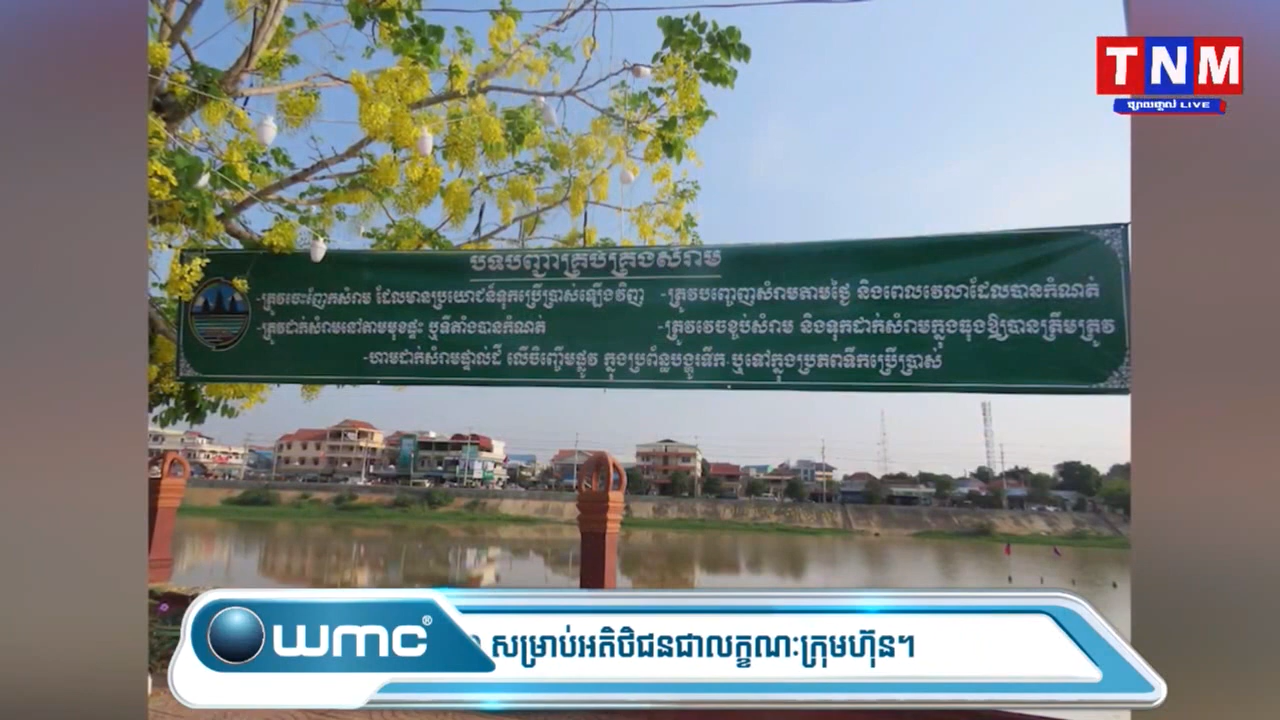 TNM
ផ្សាយផ្ទាល់ LIVE
បទបញ្ជាគ្រប់គ្រងសំរាម
-ត្រូវចេះញែកសំរាម ដែលមានប្រយោជន៍ទុកប្រើប្រាស់ឡើងវិញ -ត្រូវបញ្ចេញសំរាមតាមថ្ងៃ និងពេលវេលាដែលបានកំណត់
-ត្រូវដាក់សំរាមនៅតាមមុខផ្ទះ ឬទីតាំងបានកំណត់ -ត្រូវវេចខ្ចប់សំរាម និងទុកដាក់សំរាមក្នុងធុងឱ្យបានត្រឹមត្រូវ
-ហាមដាក់សំរាមផ្ទាល់ដី លើចិញ្ចើមផ្លូវ ក្នុងប្រព័ន្ធបង្ហូរទឹក ឬទៅក្នុងប្រភពទឹកប្រើប្រាស់
wmc®
សម្រាប់អតិថិជនជាលក្ខណៈក្រុមហ៊ុន។